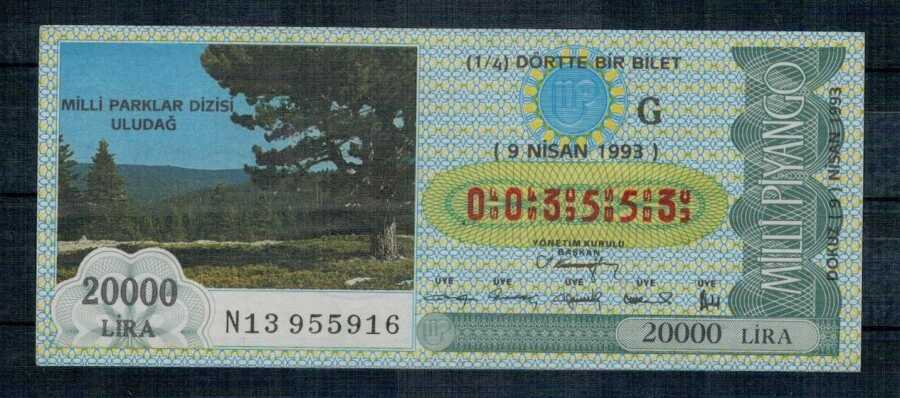 MİLLİ PARKLAR DİZİSİ
ULUDAĞ
20000
LİRA
N13 955916
(1/4) DÖRTTE BİR BİLET
G
( 9 NİSAN 1993 )
003553
YÖNETİM KURULU
BAŞKAN
ÜYE ÜYE ÜYE ÜYE ÜYE
20000 LİRA
MİLLİ PİYANGO
DOKUZ ( 9 ) NİSAN 1993